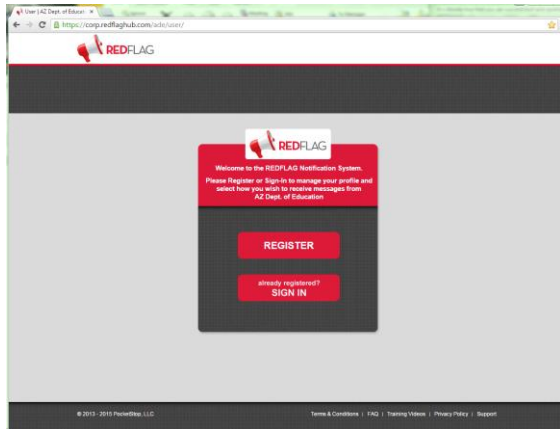 User | AZ Dept. of Educati
https://corp.redflaghub.com/ade/user/
REDFLAG
REDFLAG
Welcome to the REDFLAG Notification System.
Please Register or Sign-In to manage your profile and
select how you wish to receive messages from
AZ Dept. of Education
REGISTER
already registered?
SIGN IN
© 2013 - 2015 PocketStop, LLC
Terms & Conditions | FAQ | Training Videos | Privacy Policy | Support